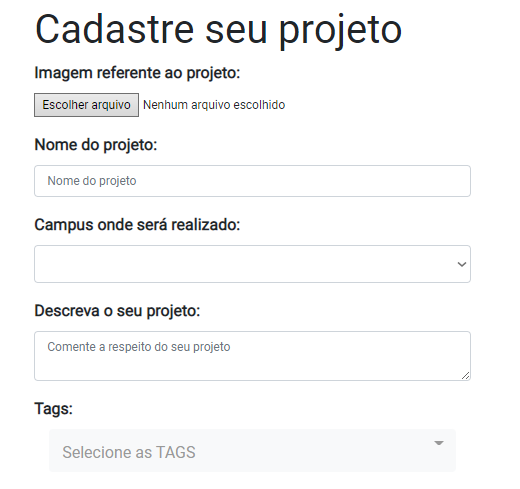 Cadastre seu projeto
Imagem referente ao projeto:
Escolher arquivo Nenhum arquivo escolhido
Nome do projeto:
Nome do projeto
Campus onde será realizado:
Descreva o seu projeto:
Comente a respeito do seu projeto
Tags:
Selecione as TAGS